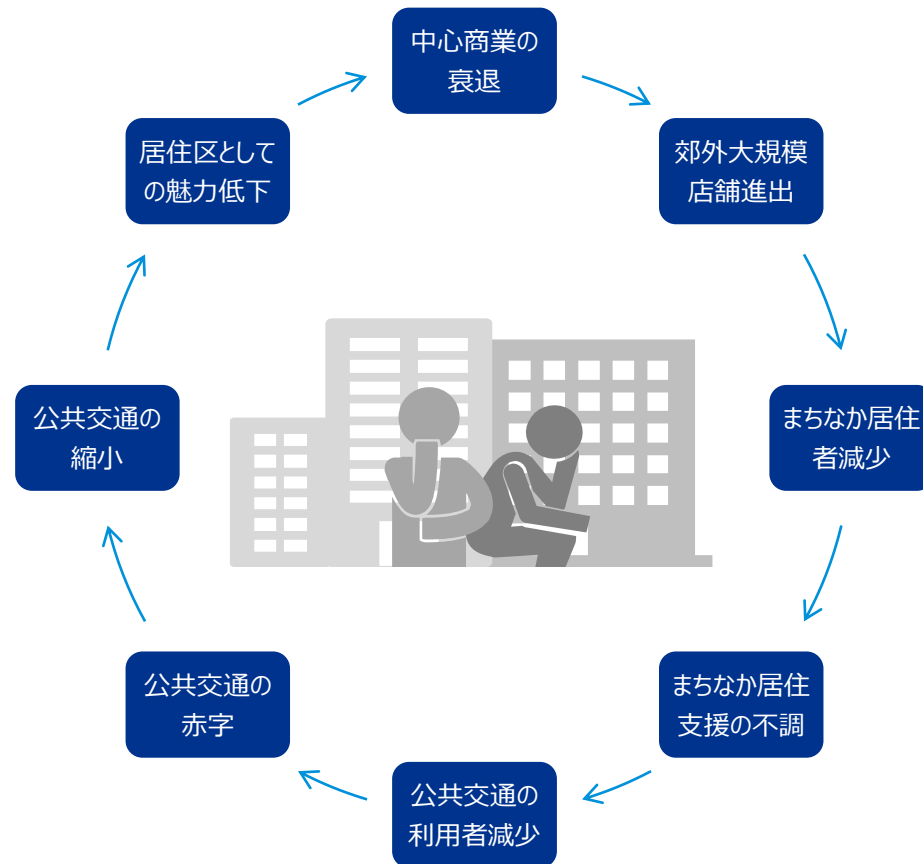 中心商業の
衰退
郊外大規模
店舗進出
まちなか居住
者減少
まちなか居住
支援の不調
公共交通の
利用者減少
公共交通の
赤字
公共交通の
縮小
居住区として
の魅力低下